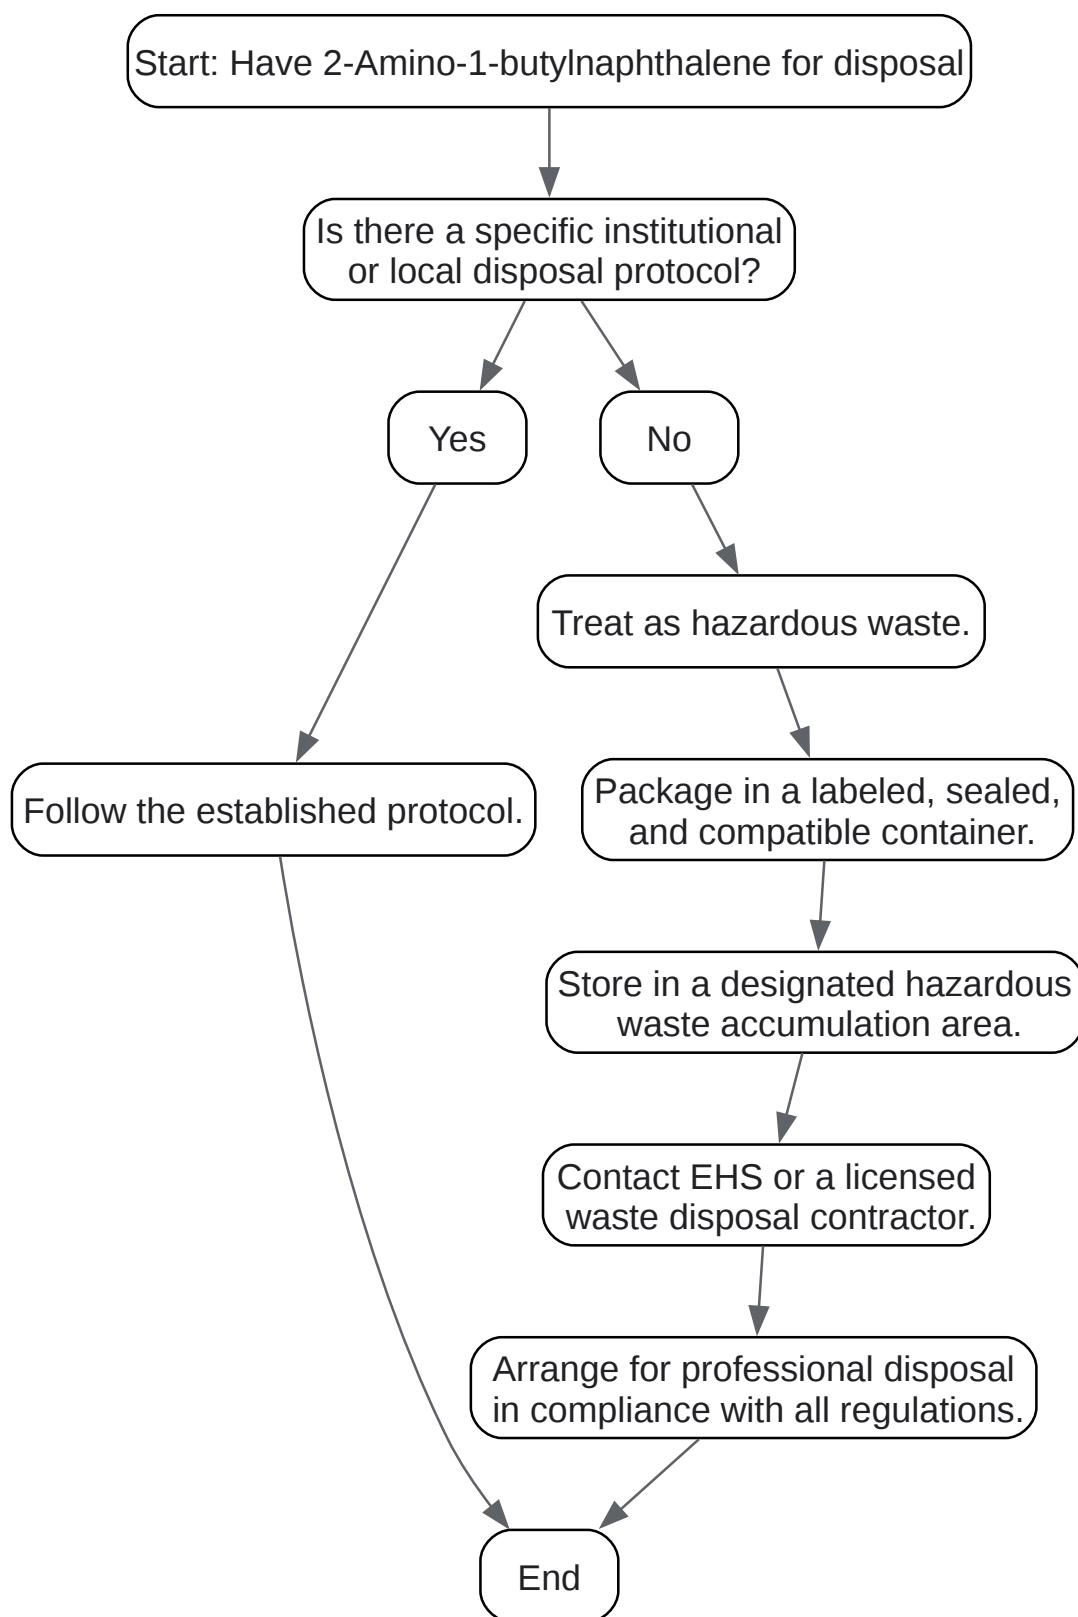 Start: Have 2-Amino-1-butylnaphthalene for disposal
Is there a specific institutional
or local disposal protocol?
Yes
No
Treat as hazardous waste.
Follow the established protocol.
Package in a labeled, sealed,
and compatible container.
Store in a designated hazardous
waste accumulation area.
Contact EHS or a licensed
waste disposal contractor.
Arrange for professional disposal
in compliance with all regulations.
End